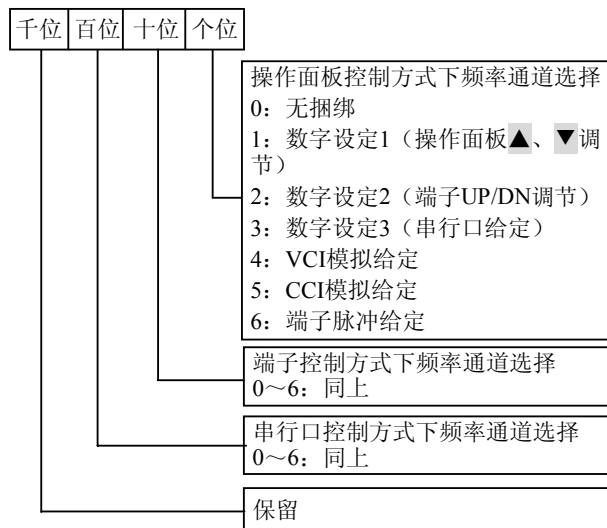 千位 百位 十位 个位
操作面板控制方式下频率通道选择
0：无捆绑
1：数字设定1（操作面板▲、▼调
节）
2：数字设定2（端子UP/DN调节）
3：数字设定3（串行口给定）
4：VCI模拟给定
5：CCI模拟给定
6：端子脉冲给定
端子控制方式下频率通道选择
0～6：同上
串行口控制方式下频率通道选择
0～6：同上
保留